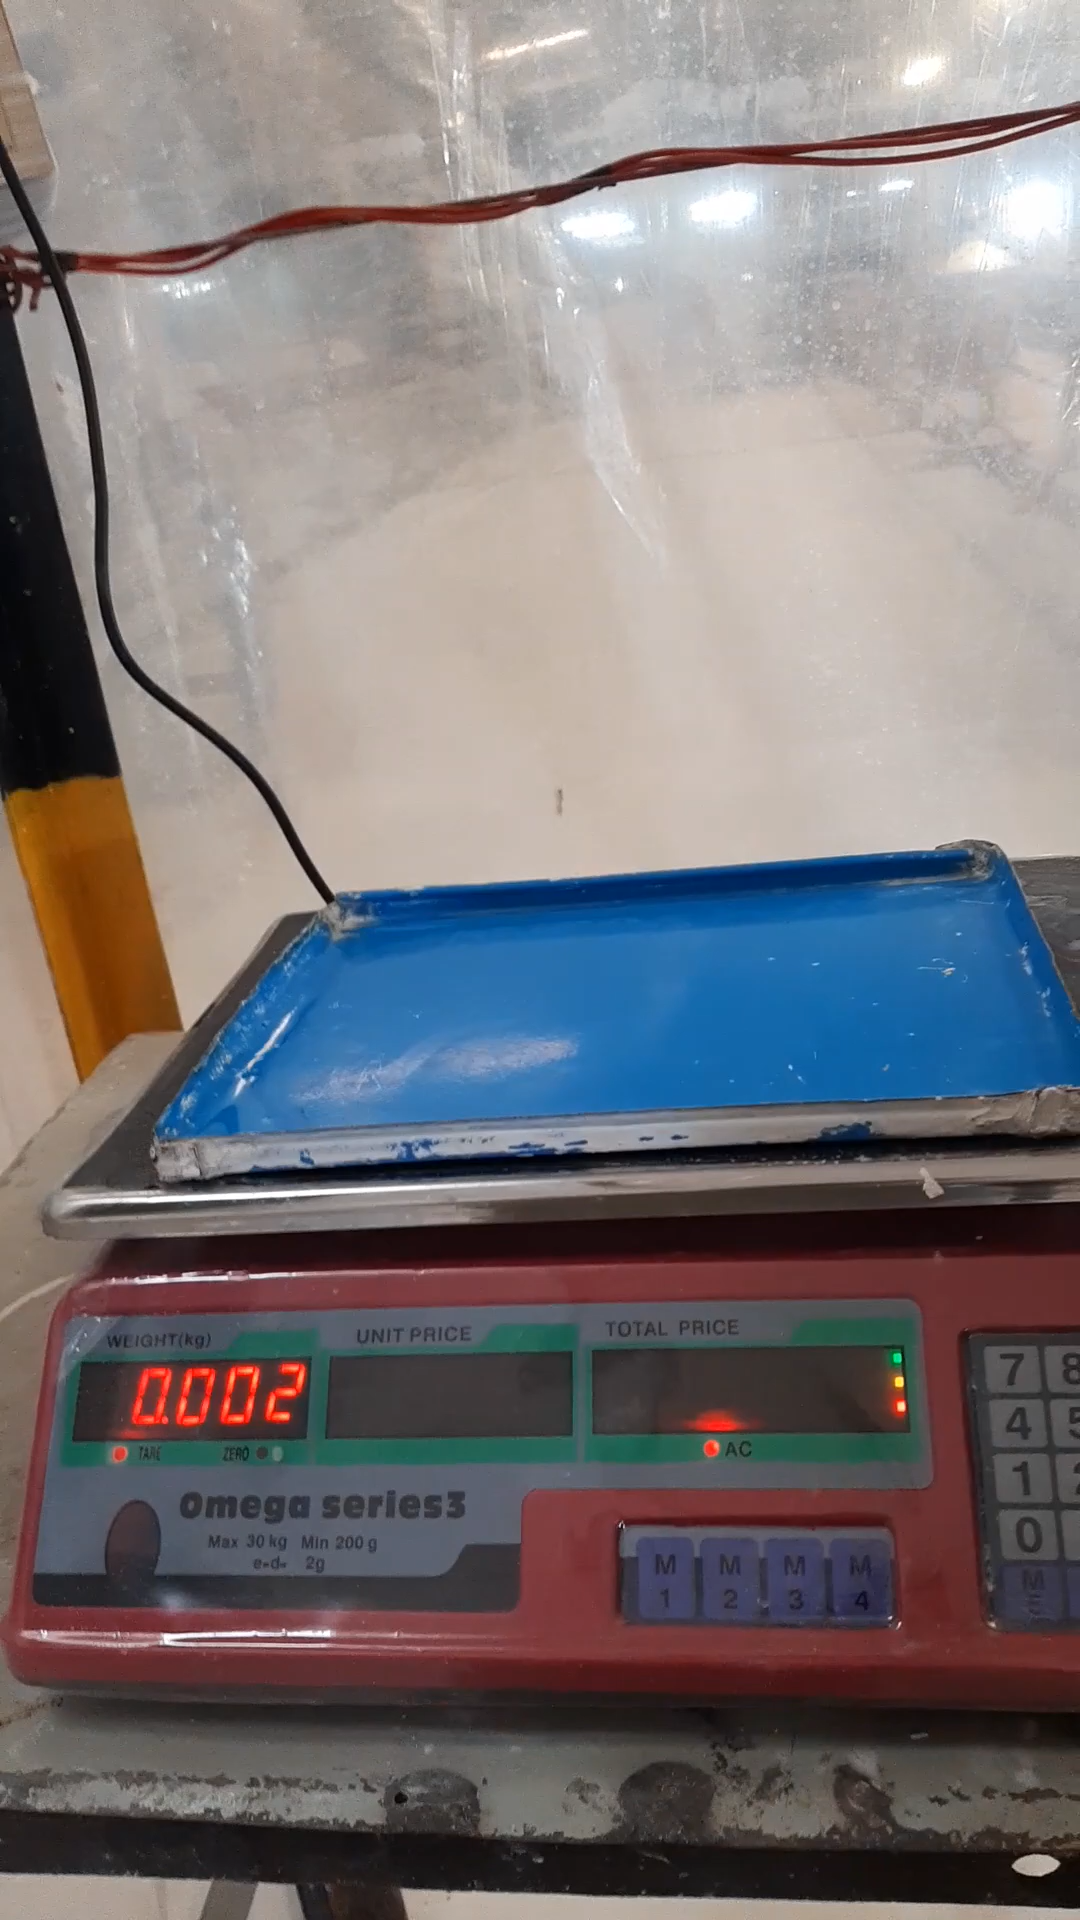 WEIGHT(kg)
UNIT PRICE
TOTAL PRICE
0.002
TARE
ZERO
AC
Omega series3
Max 30 kg Min 200 g
e=d= 2g
M 1
M 2
M 3
M 4
7 8
4 5
1 2
0
M